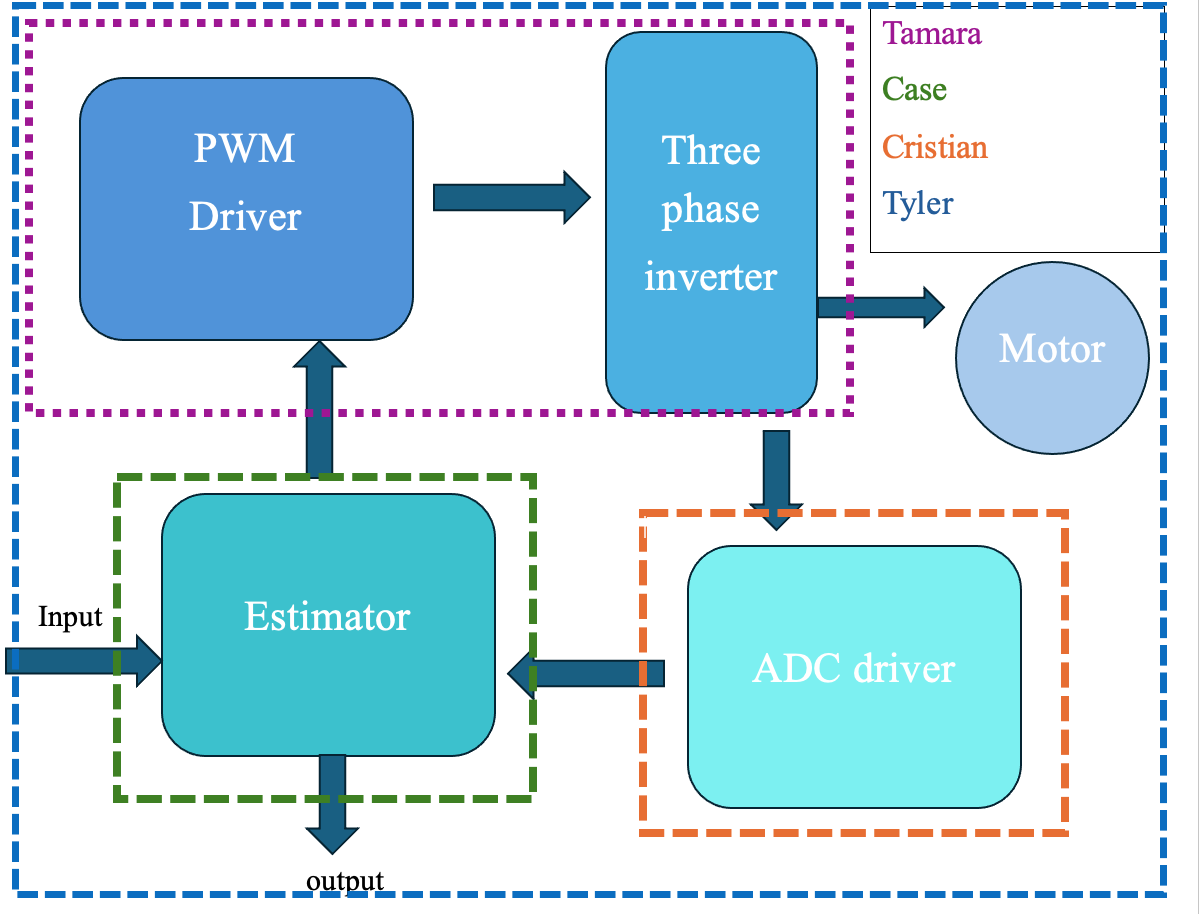 Tamara
Case
Cristian
Tyler
PWM
Driver
Three
phase
inverter
Motor
Input
Estimator
ADC driver
output